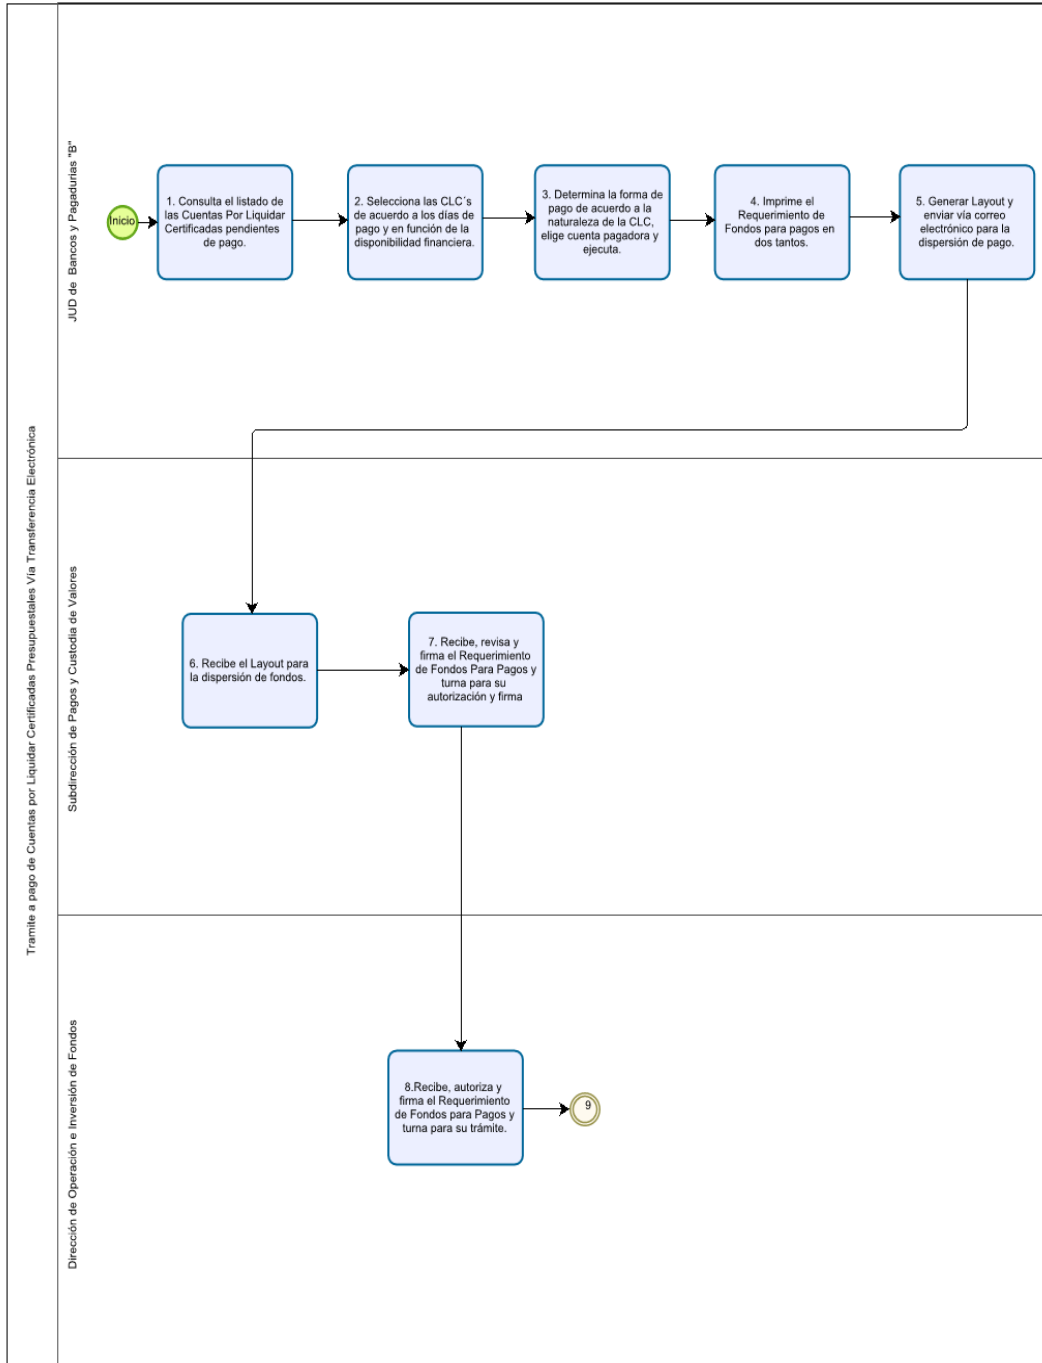 Tramite a pago de Cuentas por Liquidar Certificadas Presupuestales Vía Transferencia Electrónica
JUD de Bancos y Pagadurias "B"
Inicio
1. Consulta el listado de
las Cuentas Por Liquidar
Certificadas pendientes
de pago.
2. Selecciona las CLC´s
de acuerdo a los días de
pago y en función de la
disponibilidad financiera.
3. Determina la forma de
pago de acuerdo a la
naturaleza de la CLC,
elige cuenta pagadora y
ejecuta.
4. Imprime el
Requerimiento de
Fondos para pagos en
dos tantos.
5. Generar Layout y
enviar vía correo
electrónico para la
dispersión de pago.
Subdirección de Pagos y Custodia de Valores
6. Recibe el Layout para
la dispersión de fondos.
7. Recibe, revisa y
firma el Requerimiento
de Fondos Para Pagos y
turna para su
autorización y firma
Dirección de Operación e Inversión de Fondos
8.Recibe, autoriza y
firma el Requerimiento
de Fondos para Pagos y
turna para su trámite.
9